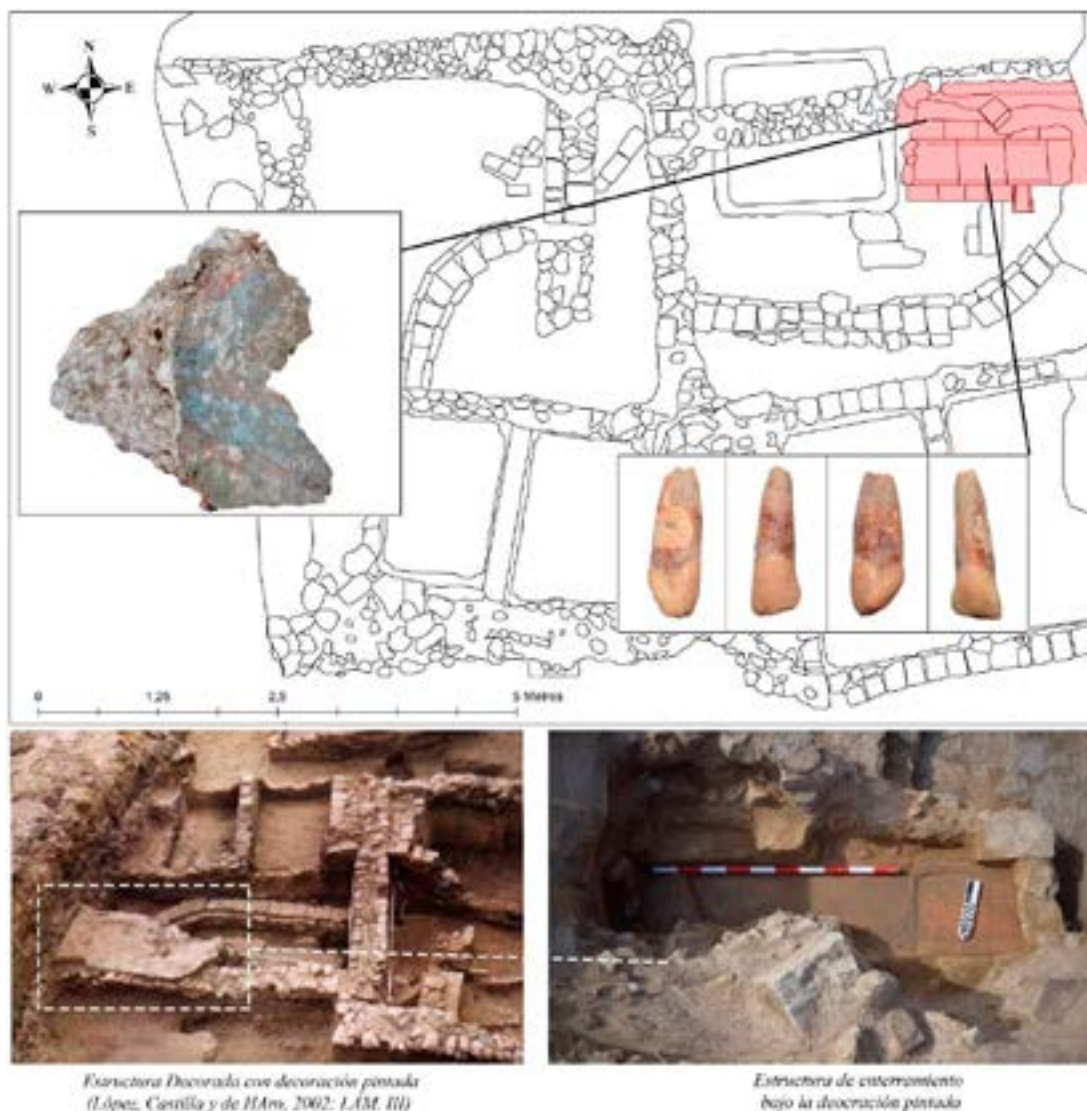 N
W E
S
0 1,25 2,5 5 Metros
Estructura Decorada con decoración pintada
(López, Castilla y de HAro, 2002: LÁM. III)
Estructura de enterramiento
bajo la deocración pintada